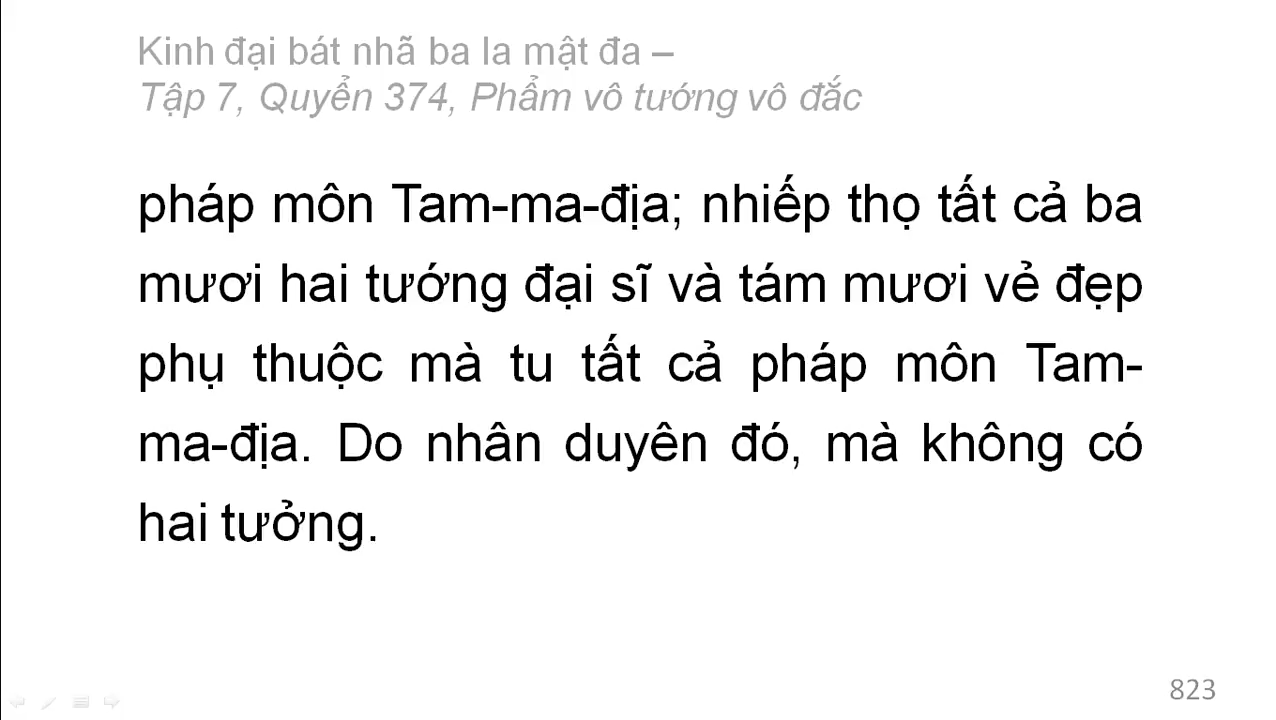 Kinh đại bát nhã ba la mật đa –
Tập 7, Quyển 374, Phẩm vô tướng vô đắc
pháp môn Tam-ma-địa; nhiếp thọ tất cả ba
mươi hai tướng đại sĩ và tám mươi vẻ đẹp
phụ thuộc mà tu tất cả pháp môn Tam-
ma-địa. Do nhân duyên đó, mà không có
hai tưởng.
823